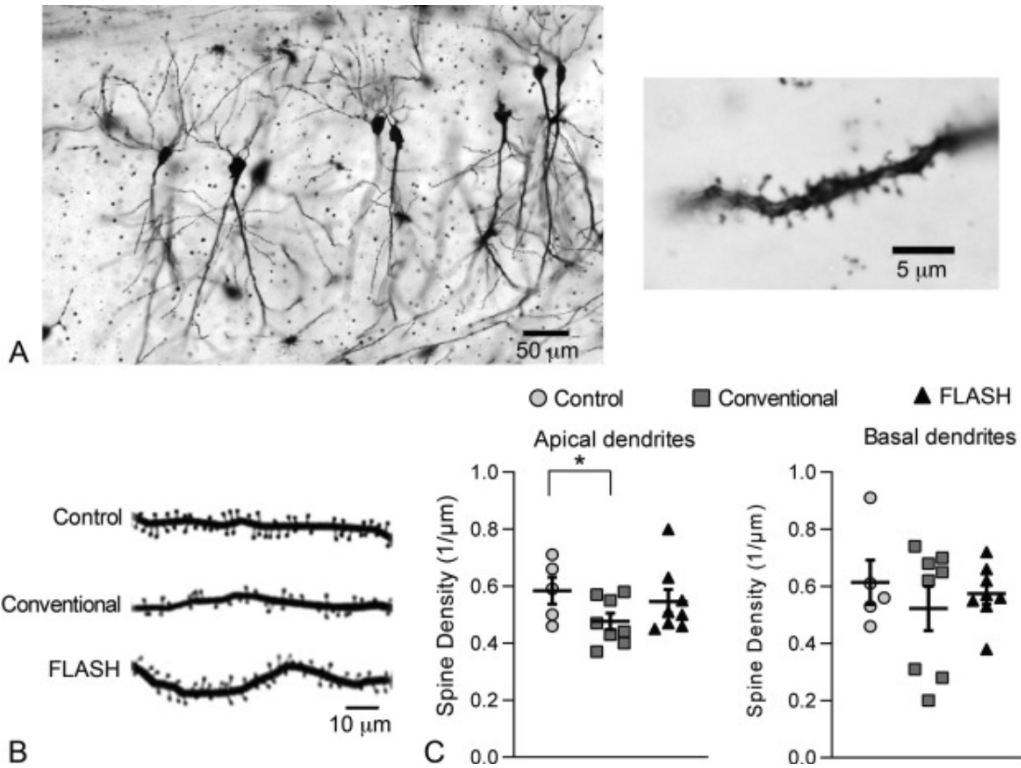 50 μm
5 μm
A
Control
Conventional
FLASH
10 μm
B
Control Conventional FLASH
Apical dendrites
*
Spine Density (1/μm)
1.0
0.8
0.6
0.4
0.2
0.0
Basal dendrites
Spine Density (1/μm)
1.0
0.8
0.6
0.4
0.2
0.0
C